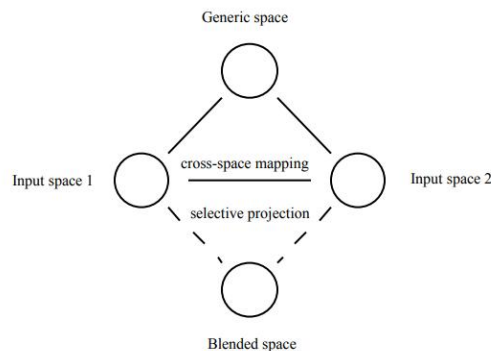 Generic space
cross-space mapping
Input space 1
Input space 2
selective projection
Blended space